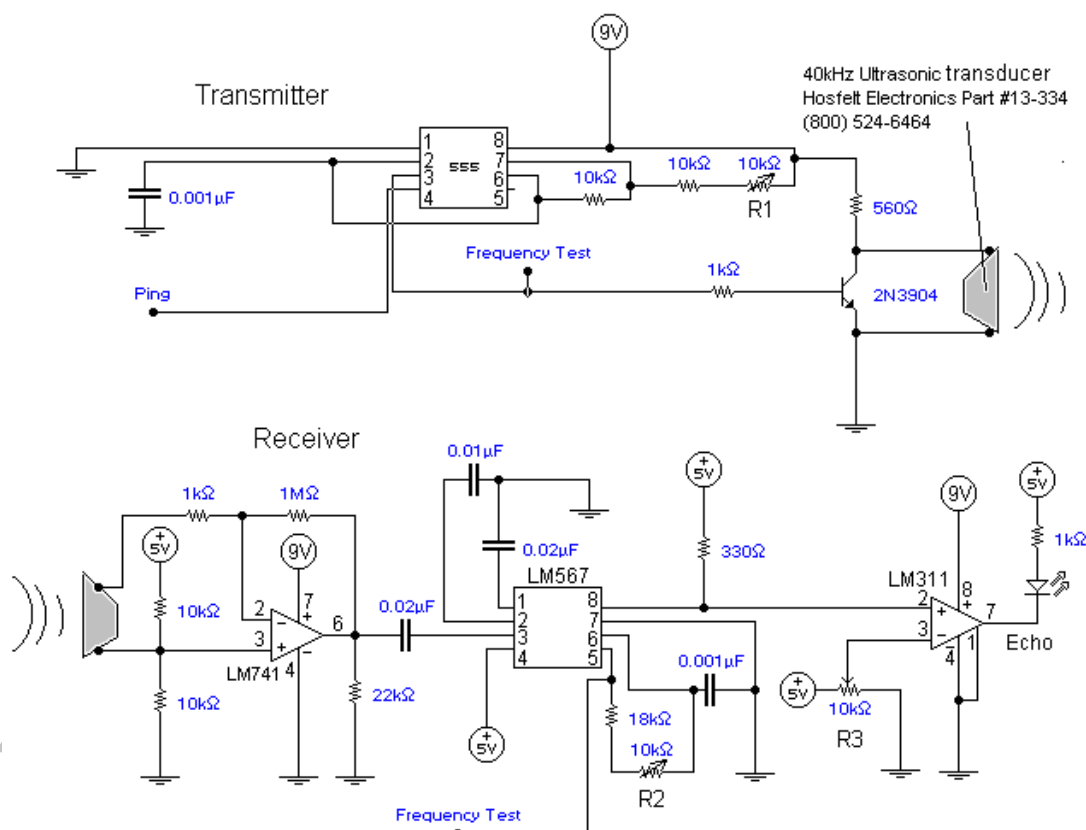 9V
40kHz Ultrasonic transducer
Hosfelt Electronics Part #13-334
(800) 524-6464
Transmitter
1 8
2 7
3 6
4 5
555
0.001µF
10kΩ
10kΩ
10kΩ
R1
560Ω
Frequency Test
1kΩ
2N3904
Ping
Receiver
0.01µF
+
5V
9V
+
5V
1kΩ
1MΩ
330Ω
1kΩ
+
5V
9V
0.02µF
LM567
LM311
10kΩ
2
3
7
+
6
-
+
4
-
LM741
0.02µF
1 8
2 7
3 6
4 5
2
3
8
+
7
+
-
4
-
1
Echo
10kΩ
22kΩ
0.001µF
+
5V
18kΩ
10kΩ
R2
+
5V
10kΩ
R3
Frequency Test